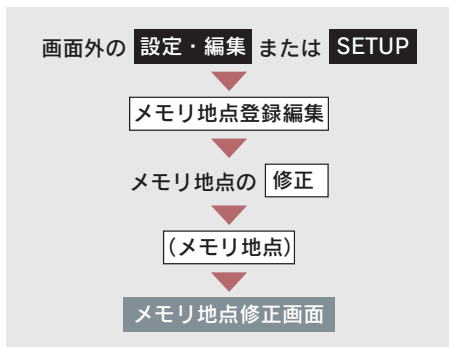 画面外の 設定・編集 または SETUP
メモリ地点登録編集
メモリ地点の 修正
(メモリ地点)
メモリ地点修正画面